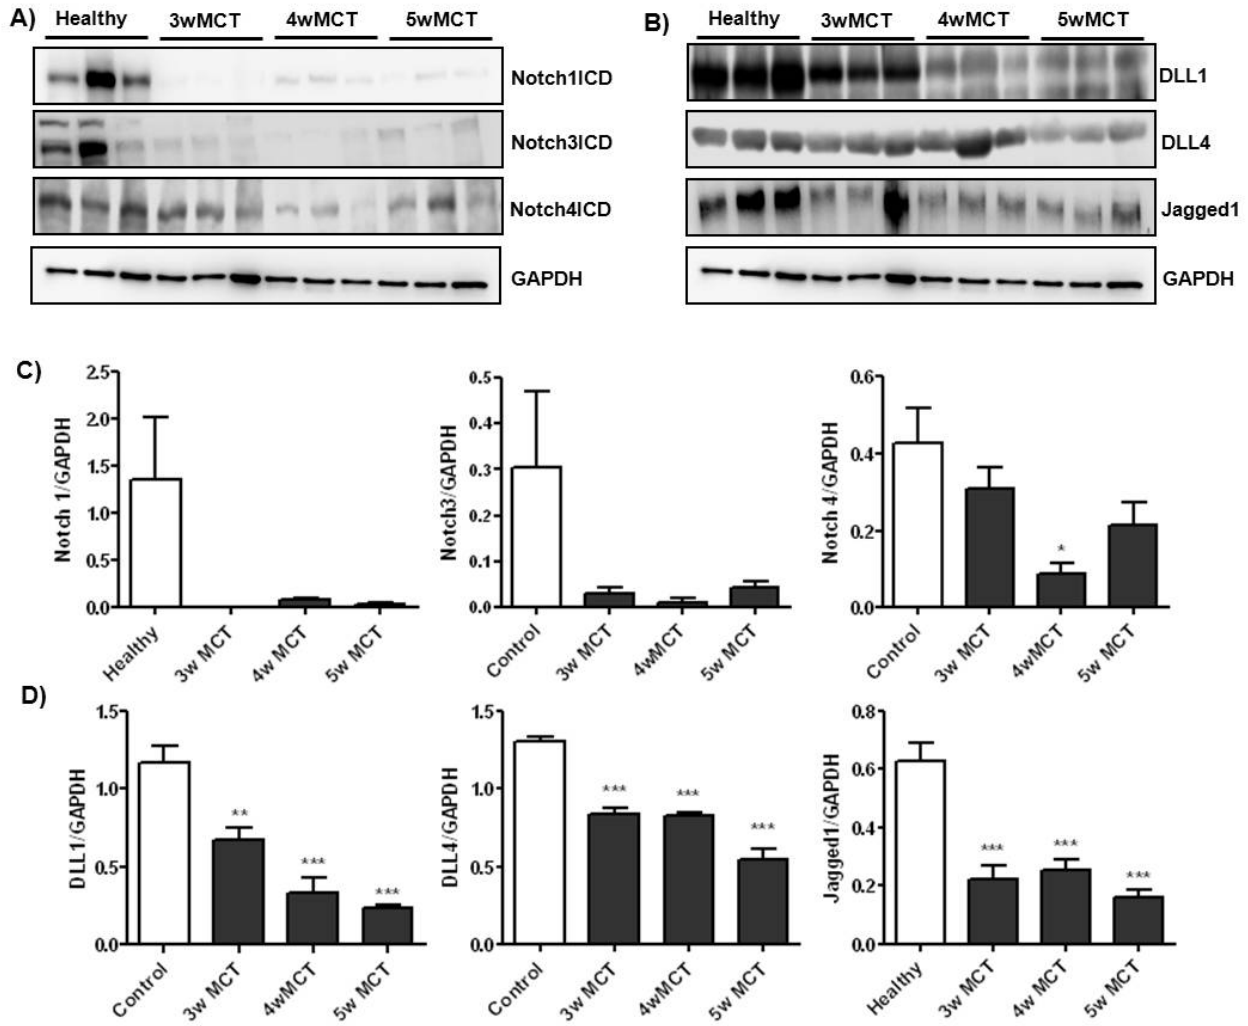 A)
Healthy 3wMCT 4wMCT 5wMCT
Notch1ICD
Notch3ICD
Notch4ICD
GAPDH
B)
Healthy 3wMCT 4wMCT 5wMCT
DLL1
DLL4
Jagged1
GAPDH
C)
Notch 1/GAPDH
2.5
2.0
1.5
1.0
0.5
0.0
Healthy
3w MCT
4w MCT
5w MCT
Notch3/GAPDH
0.5
0.4
0.3
0.2
0.1
0.0
Control
3w MCT
4wMCT
5w MCT
Notch 4/GAPDH
0.6
0.4
0.2
0.0
*
Control
3w MCT
4wMCT
5w MCT
D)
DLL1/GAPDH
1.5
1.0
0.5
0.0
**
***
***
Control
3w MCT
4wMCT
5w MCT
DLL4/GAPDH
1.5
1.0
0.5
0.0
***
***
***
Control
3w MCT
4wMCT
5w MCT
Jagged1/GAPDH
0.8
0.6
0.4
0.2
0.0
***
***
***
Healthy
3w MCT
4w MCT
5w MCT